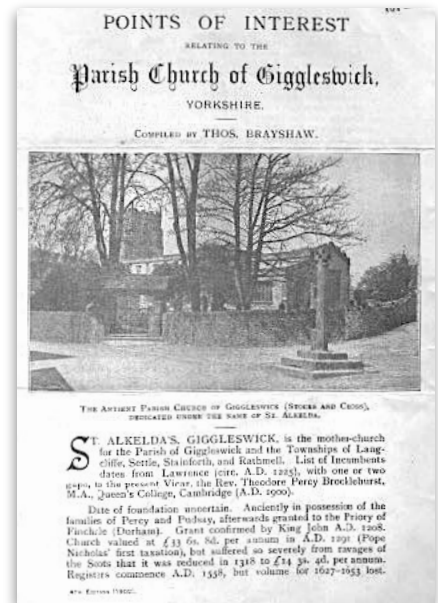 POINTS OF INTEREST
RELATING TO THE
Parish Church of Giggleswick,
YORKSHIRE.
COMPILED BY THOS. BRAYSHAW.
THE ANTIENT PARISH CHURCH OF GIGGLESWICK (STOCKS AND CROSS),
DEDICATED UNDER THE NAME OF ST. ALKELDA.
ST. ALKELDA'S, GIGGLESWICK, is the mother-church
for the Parish of Giggleswick and the Townships of Lang-
cliffe, Settle, Stainforth, and Rathmell. List of Incumbents
dates from Lawrence (circ. A.D. 1225), with one or two
gaps, to the present Vicar, the Rev. Theodore Percy Brocklehurst,
M.A., Queen's College, Cambridge (A.D. 1900).
Date of foundation uncertain. Anciently in possession of the
families of Percy and Pudsay, afterwards granted to the Priory of
Finchale (Durham). Grant confirmed by King John A.D. 1208.
Church valued at £33 6s. 8d. per annum in A.D. 1291 (Pope
Nicholas' first taxation), but suffered so severely from ravages of
the Scots that it was reduced in 1318 to £14 3s. 4d. per annum.
Registers commence A.D. 1558, but volume for 1627-1653 lost.
EDITION